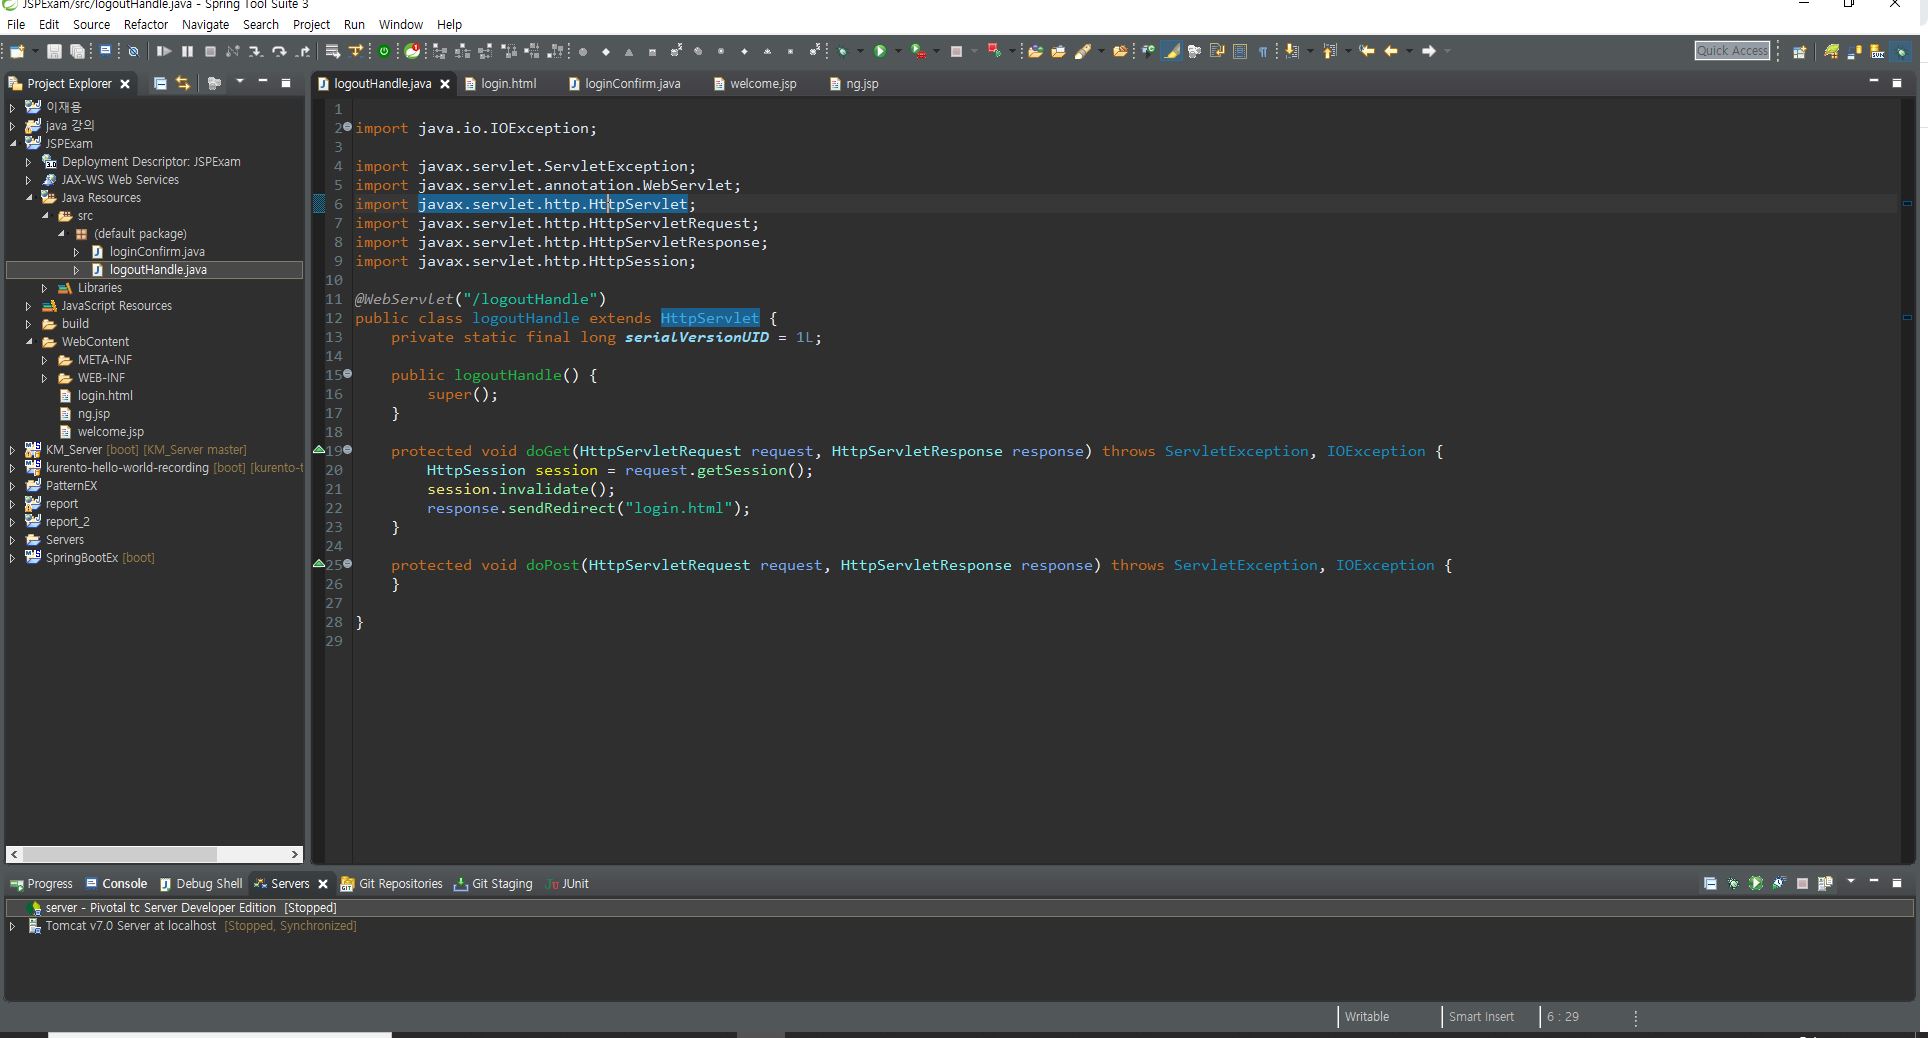 JSPExam/src/logoutHandle.java - Spring Tool Suite 3
File Edit Source Refactor Navigate Search Project Run Window Help
Quick Access
Project Explorer
logoutHandle.java login.html loginConfirm.java welcome.jsp ng.jsp
이재용
java 강의
JSPExam
Deployment Descriptor: JSPExam
JAX-WS Web Services
Java Resources
src
(default package)
loginConfirm.java
logoutHandle.java
Libraries
JavaScript Resources
build
WebContent
META-INF
WEB-INF
login.html
ng.jsp
welcome.jsp
KM_Server [boot] [KM_Server master]
kurento-hello-world-recording [boot] [kurento-t
PatternEX
report
report_2
Servers
SpringBootEx [boot]
1
2 import java.io.IOException;
3
4 import javax.servlet.ServletException;
5 import javax.servlet.annotation.WebServlet;
6 import javax.servlet.http.HttpServlet;
7 import javax.servlet.http.HttpServletRequest;
8 import javax.servlet.http.HttpServletResponse;
9 import javax.servlet.http.HttpSession;
10
11 @WebServlet("/logoutHandle")
12 public class logoutHandle extends HttpServlet {
13 private static final long serialVersionUID = 1L;
14
15 public logoutHandle() {
16 super();
17 }
18
19 protected void doGet(HttpServletRequest request, HttpServletResponse response) throws ServletException, IOException {
20 HttpSession session = request.getSession();
21 session.invalidate();
22 response.sendRedirect("login.html");
23 }
24
25 protected void doPost(HttpServletRequest request, HttpServletResponse response) throws ServletException, IOException {
26 }
27
28 }
29
Progress Console Debug Shell Servers Git Repositories Git Staging JUnit
server - Pivotal tc Server Developer Edition [Stopped]
Tomcat v7.0 Server at localhost [Stopped, Synchronized]
Writable Smart Insert 6 : 29